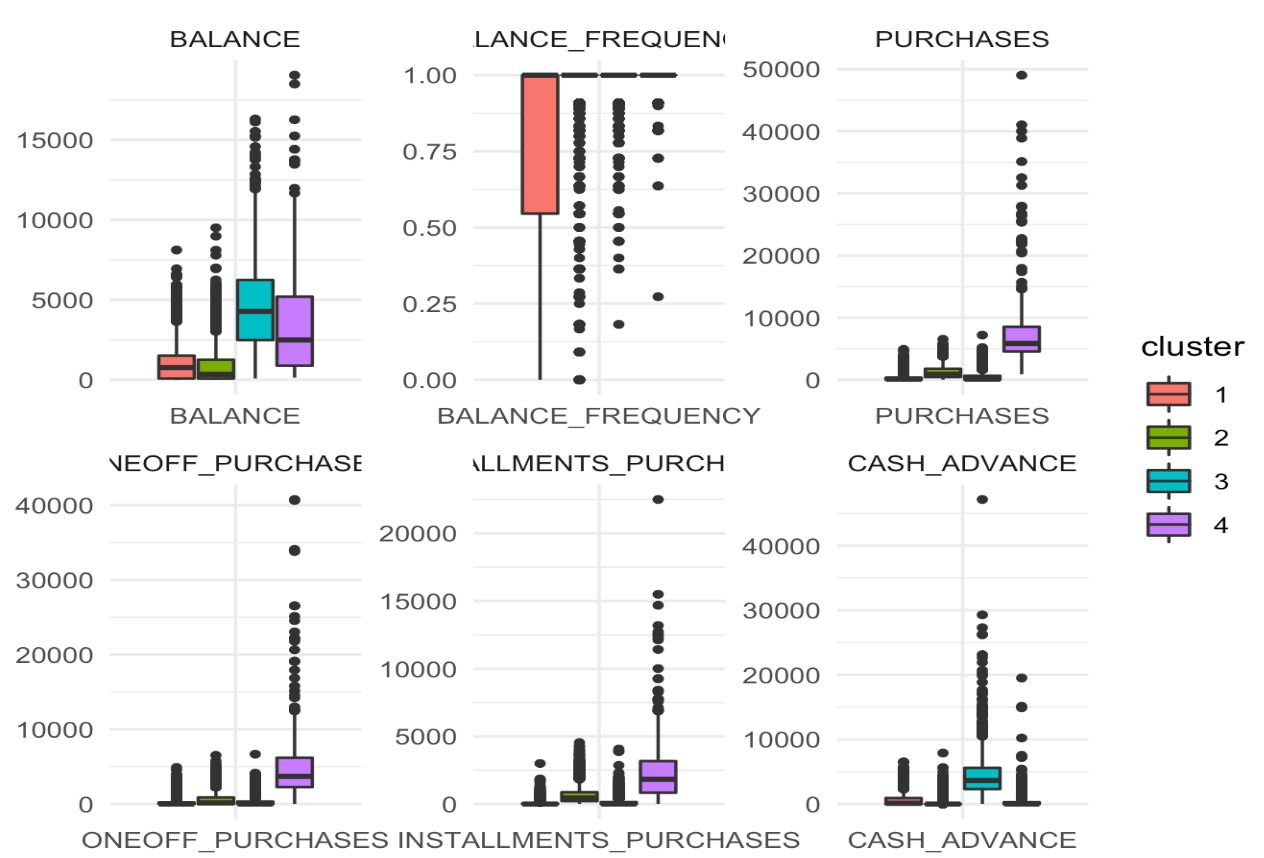 BALANCE
LANCE_FREQUENC
PURCHASES
15000
10000
5000
0
1.00
0.75
0.50
0.25
0.00
50000
40000
30000
20000
10000
0
BALANCE
BALANCE_FREQUENCY
PURCHASES
NEOFF_PURCHASE
ALLMENTS_PURCH
CASH_ADVANCE
40000
30000
20000
10000
0
20000
15000
10000
5000
0
40000
30000
20000
10000
0
ONEOFF_PURCHASES
INSTALLMENTS_PURCHASES
CASH_ADVANCE
cluster
1
2
3
4